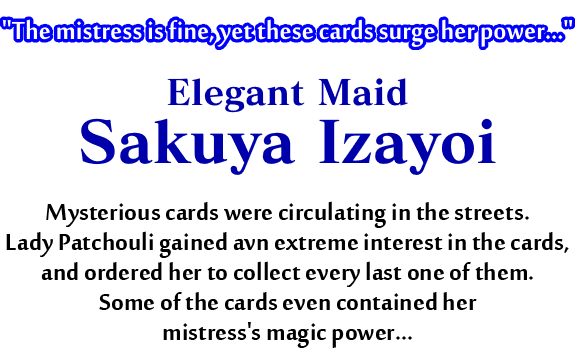 "The mistress is fine, yet these cards surge her power..."
Elegant Maid
Sakuya Izayoi
Mysterious cards were circulating in the streets.
Lady Patchouli gained avn extreme interest in the cards,
and ordered her to collect every last one of them.
Some of the cards even contained her
mistress's magic power...